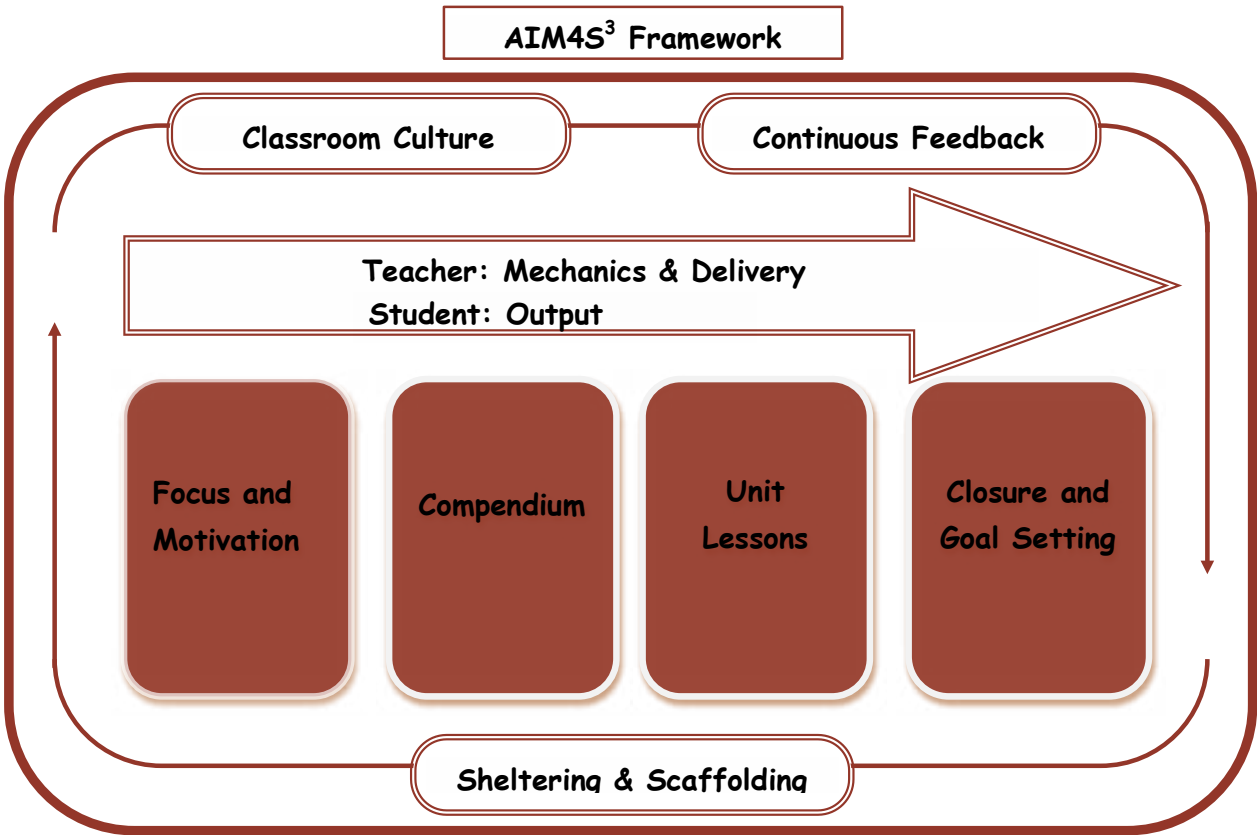 AIM4S³ Framework
Classroom Culture
Continuous Feedback
Teacher: Mechanics & Delivery
Student: Output
Focus and
Motivation
Compendium
Unit
Lessons
Closure and
Goal Setting
Sheltering & Scaffolding